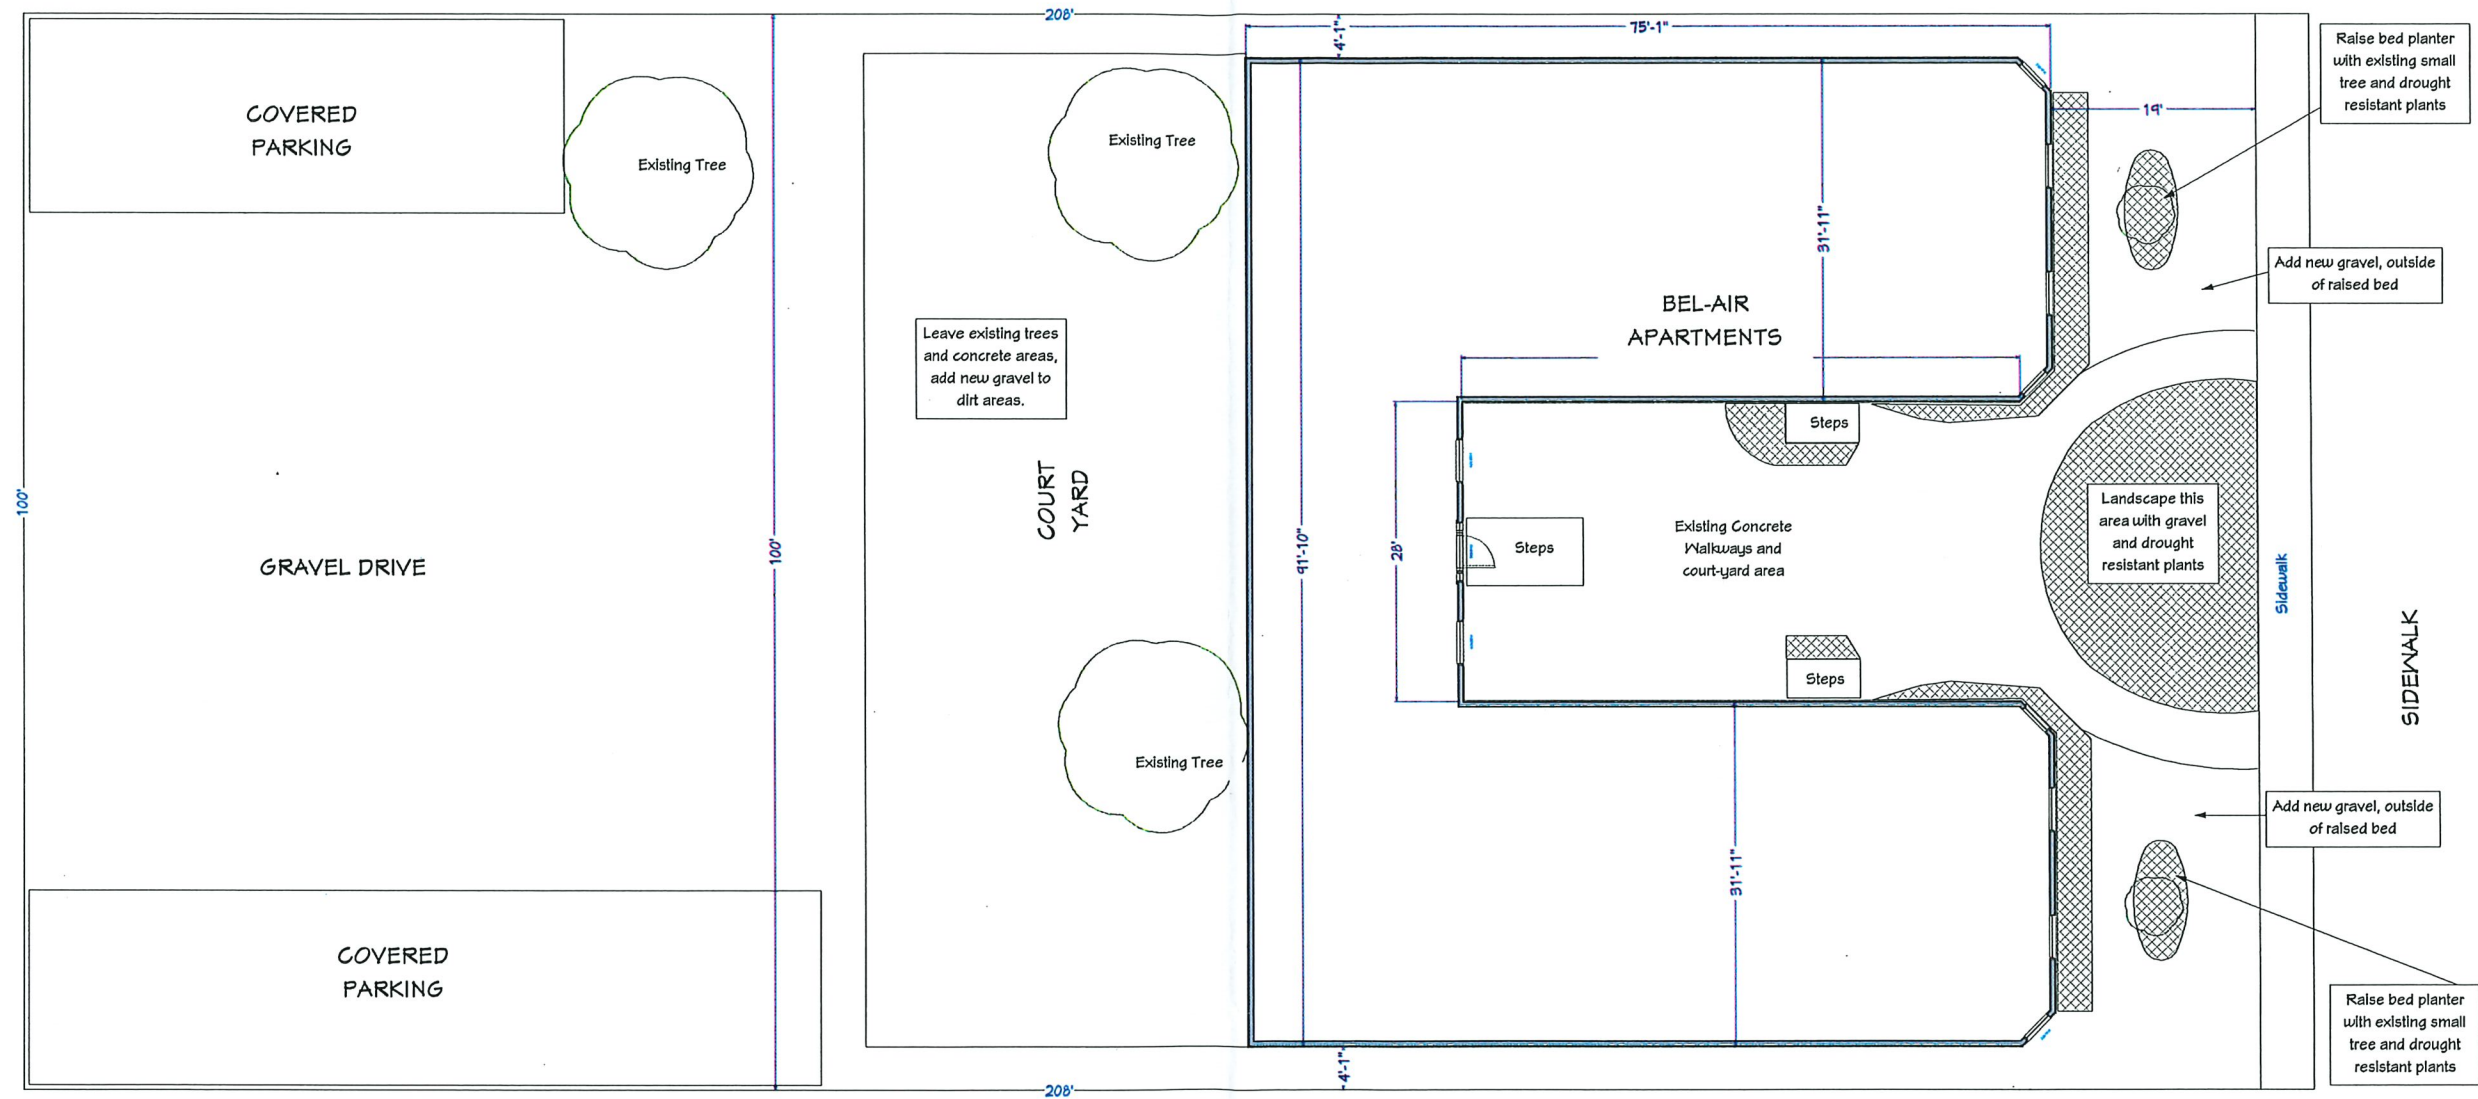 208'
75'-1"
4'-1"
Raise bed planter
with existing small
tree and drought
resistant plants
19'
COVERED
PARKING
Existing Tree
Existing Tree
31'-11"
Add new gravel, outside
of raised bed
BEL-AIR
APARTMENTS
Leave existing trees
and concrete areas,
add new gravel to
dirt areas.
Steps
COURT
YARD
100'
100'
GRAVEL DRIVE
91'-10"
28'
Steps
Existing Concrete
Walkways and
court-yard area
Landscape this
area with gravel
and drought
resistant plants
Sidewalk
SIDEWALK
Steps
Existing Tree
Add new gravel, outside
of raised bed
31'-11"
COVERED
PARKING
Raise bed planter
with existing small
tree and drought
resistant plants
4'-1"
208'